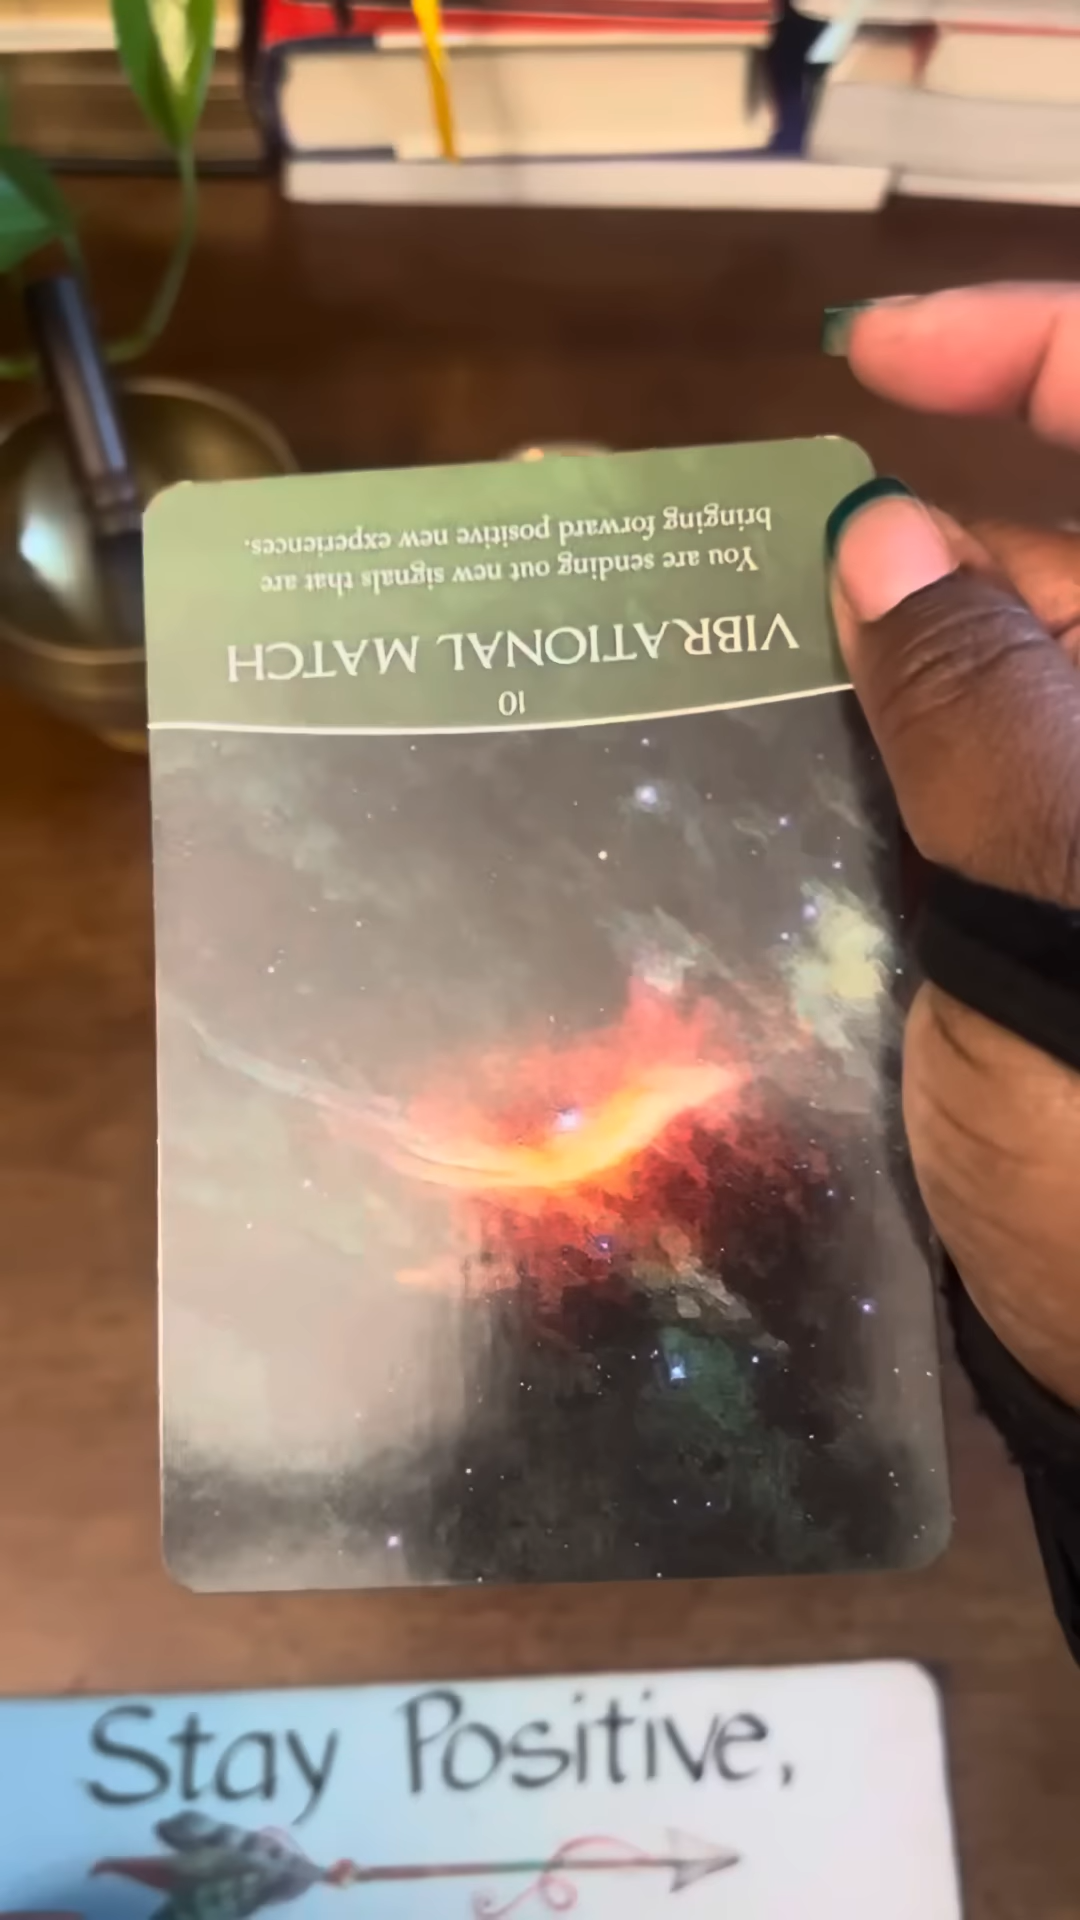 10
VIBRATIONAL MATCH
You are sending out new signals that are
bringing forward positive new experiences.
Stay Positive,